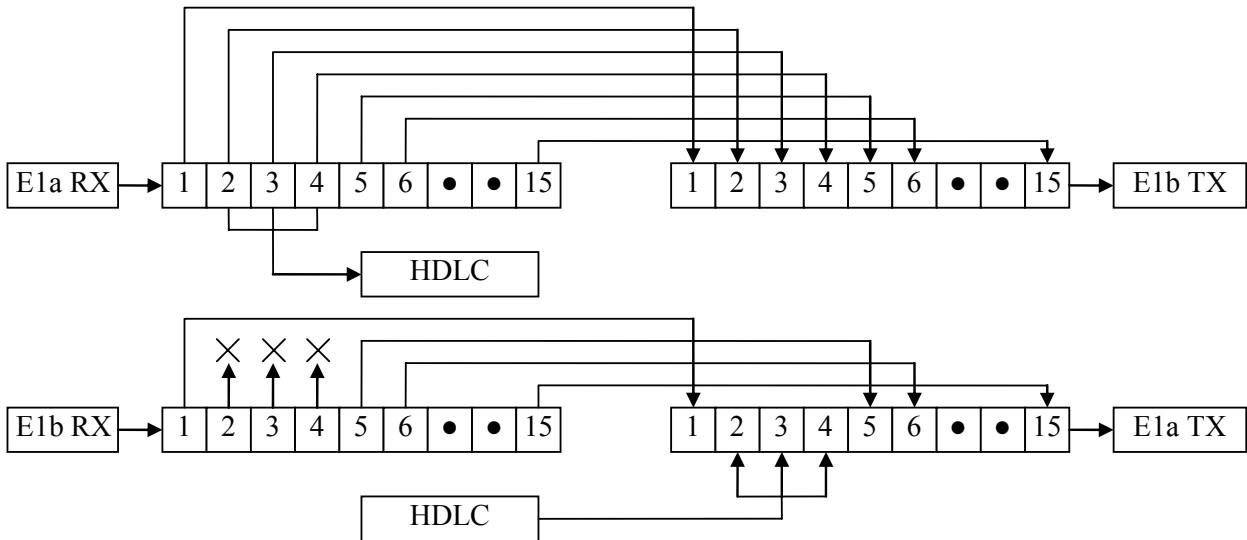 E1a RX 1 2 3 4 5 6 • • 15 1 2 3 4 5 6 • • 15 E1b TX
HDLC
E1b RX 1 2 3 4 5 6 • • 15 1 2 3 4 5 6 • • 15 E1a TX
HDLC